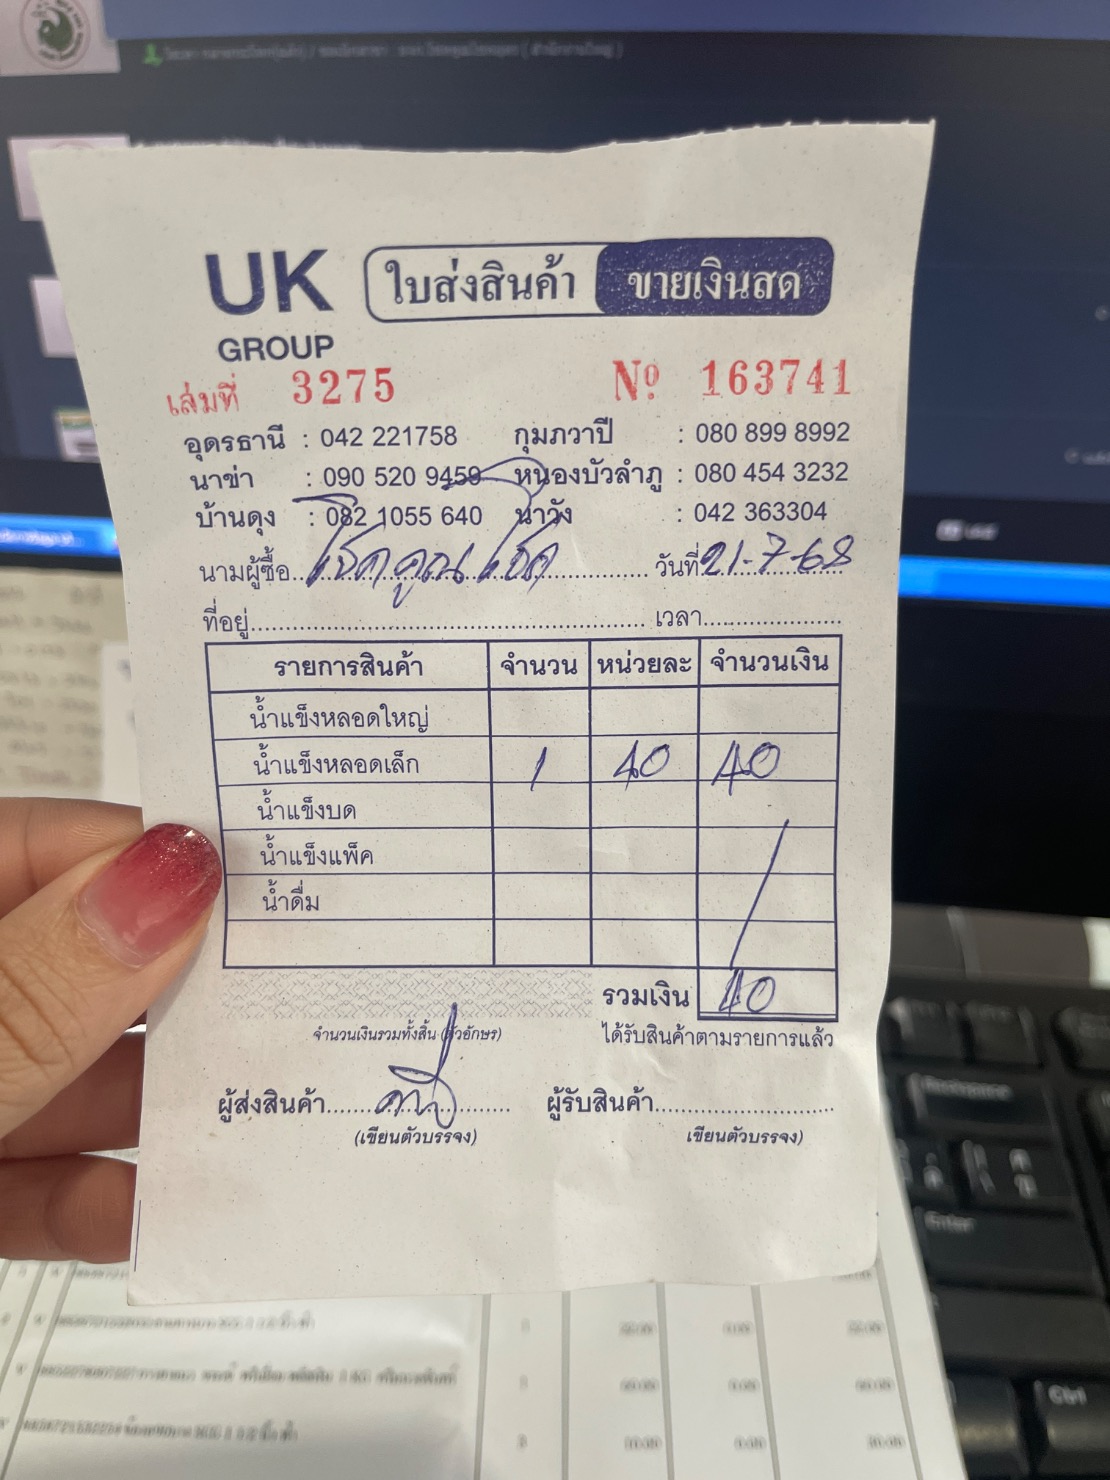 UK
GROUP
ใบส่งสินค้า ขายเงินสด
เล่มที่ 3275 Nº 163741
อุดรธานี : 042 221758 กุมภวาปี : 080 899 8992
นาข่า : 090 520 9459 หนองบัวลำภู : 080 454 3232
บ้านดุง : 082 1055 640 นาวัง : 042 363304
นามผู้ซื้อ โชคคูณโชค วันที่ 21-7-68
ที่อยู่ เวลา
รายการสินค้า จำนวน หน่วยละ จำนวนเงิน
น้ำแข็งหลอดใหญ่
น้ำแข็งหลอดเล็ก 1 40 40
น้ำแข็งบด
น้ำแข็งแพ็ค
น้ำดื่ม
รวมเงิน 40
จำนวนเงินรวมทั้งสิ้น (ตัวอักษร) ได้รับสินค้าตามรายการแล้ว
ผู้ส่งสินค้า ผู้รับสินค้า
(เขียนตัวบรรจง) เขียนตัวบรรจง)
Enter
Ctrl